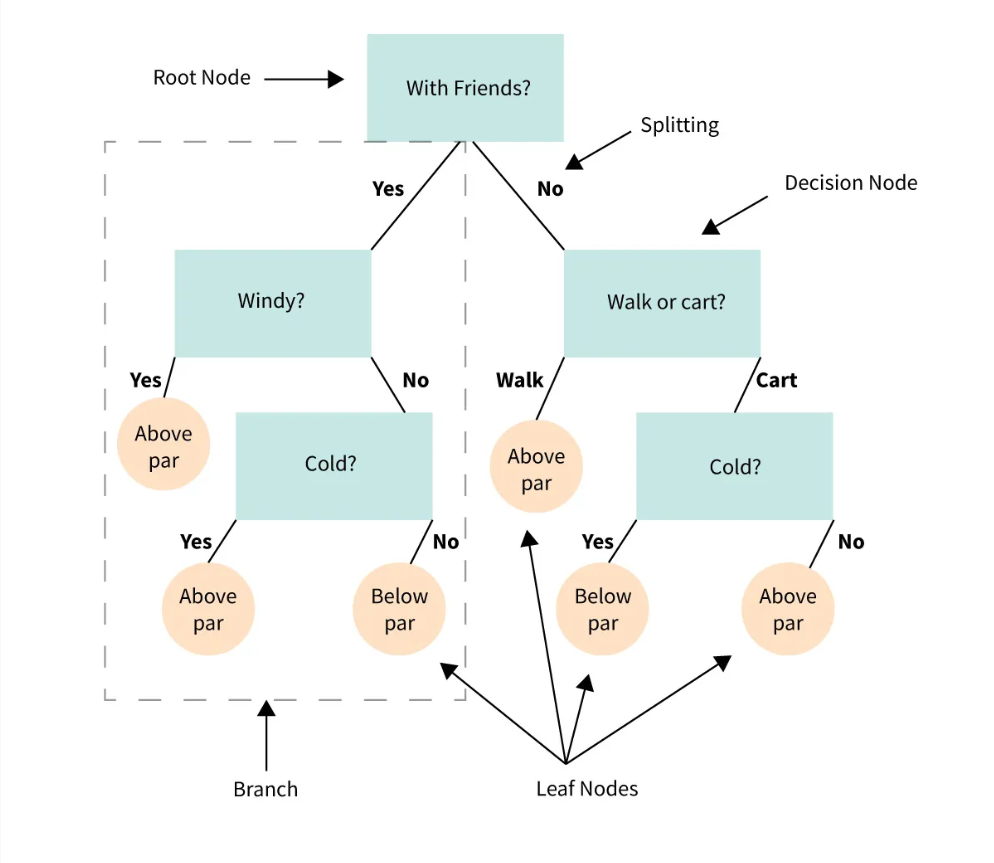 With Friends?
Root Node
Splitting
Yes
No
Decision Node
Windy?
Walk or cart?
Yes
No
Walk
Cart
Above
par
Cold?
Above
par
Cold?
Yes
No
Yes
No
Above
par
Below
par
Below
par
Above
par
Branch
Leaf Nodes